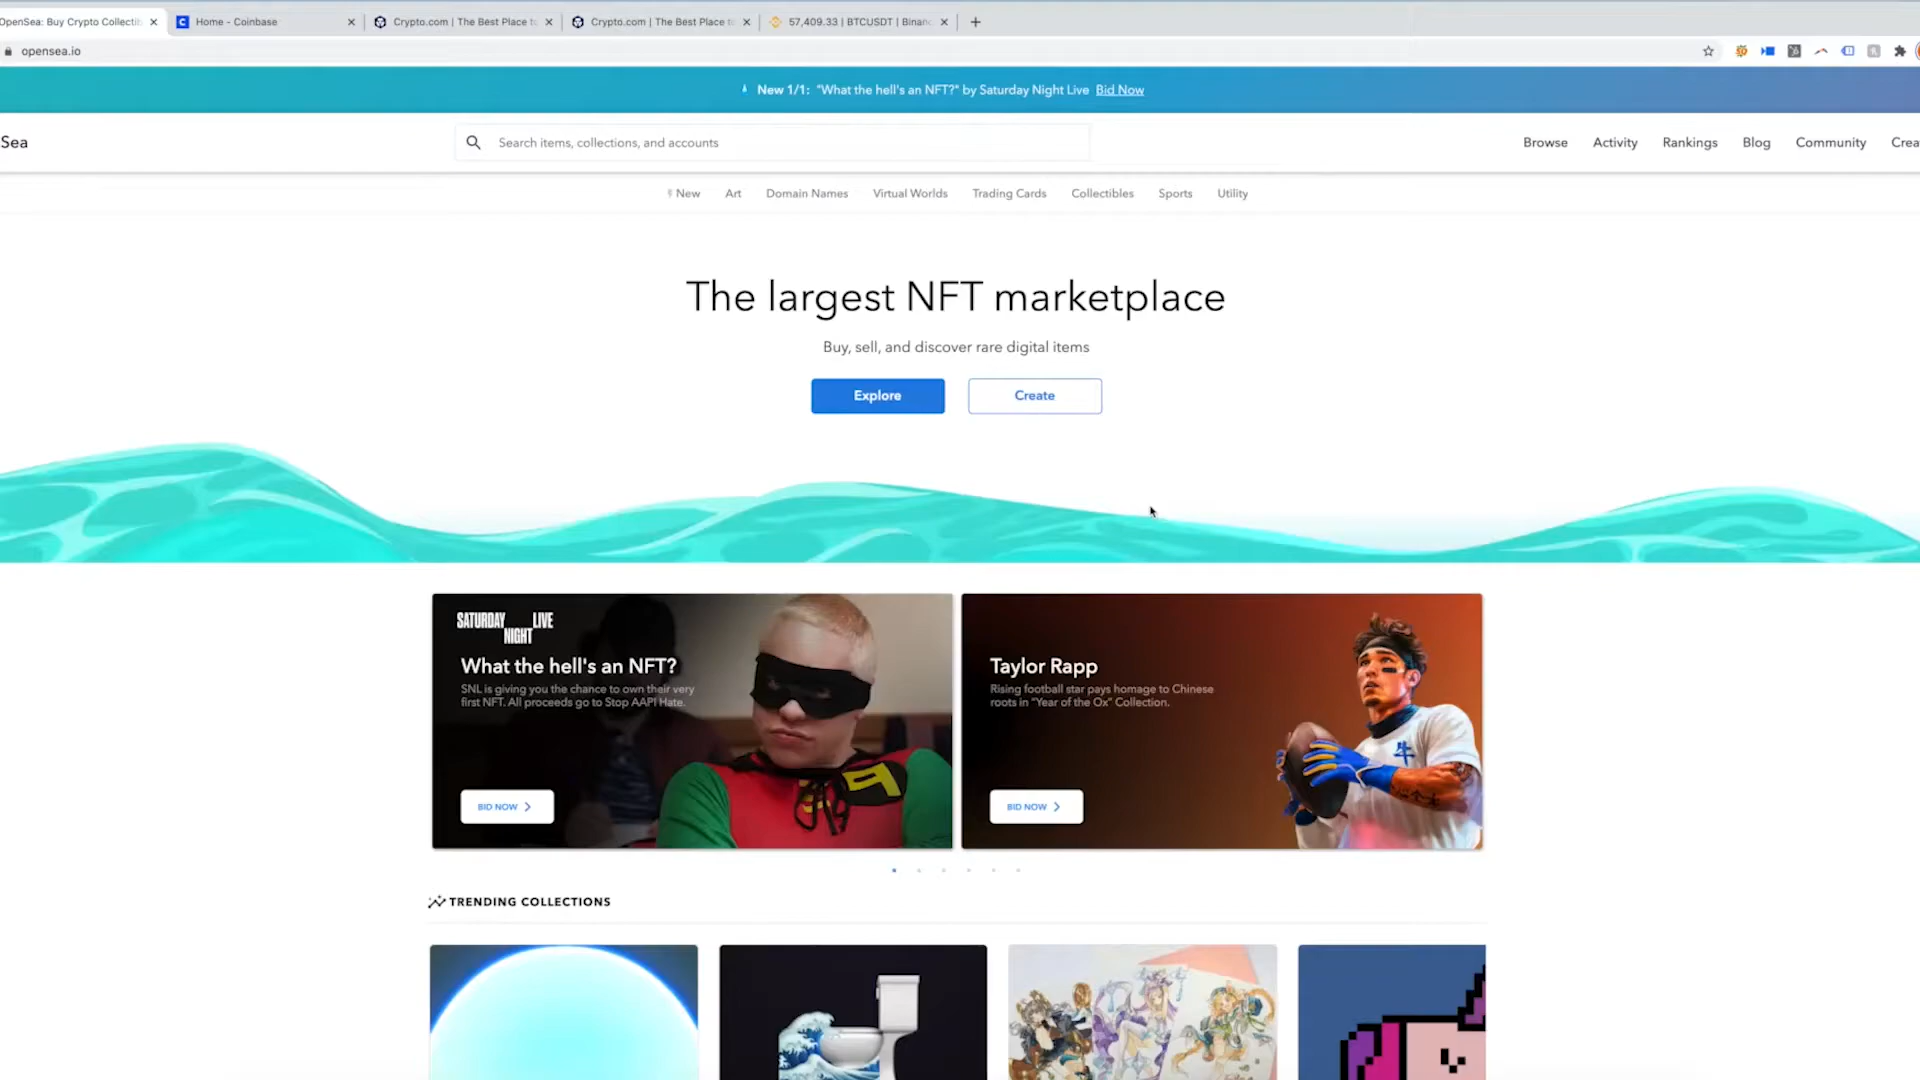 OpenSea: Buy Crypto Collectib
Home - Coinbase
Crypto.com | The Best Place to
Crypto.com | The Best Place to
57,409.33 | BTCUSDT | Binanc
opensea.io
New 1/1: "What the hell's an NFT?" by Saturday Night Live Bid Now
Sea
Search items, collections, and accounts
Browse
Activity
Rankings
Blog
Community
Crea
New
Art
Domain Names
Virtual Worlds
Trading Cards
Collectibles
Sports
Utility
The largest NFT marketplace
Buy, sell, and discover rare digital items
Explore
Create
SATURDAY NIGHT LIVE
What the hell's an NFT?
SNL is giving you the chance to own their very
first NFT. All proceeds go to Stop AAPI Hate.
BID NOW
Taylor Rapp
Rising football star pays homage to Chinese
roots in "Year of the Ox" Collection.
BID NOW
牛
TRENDING COLLECTIONS